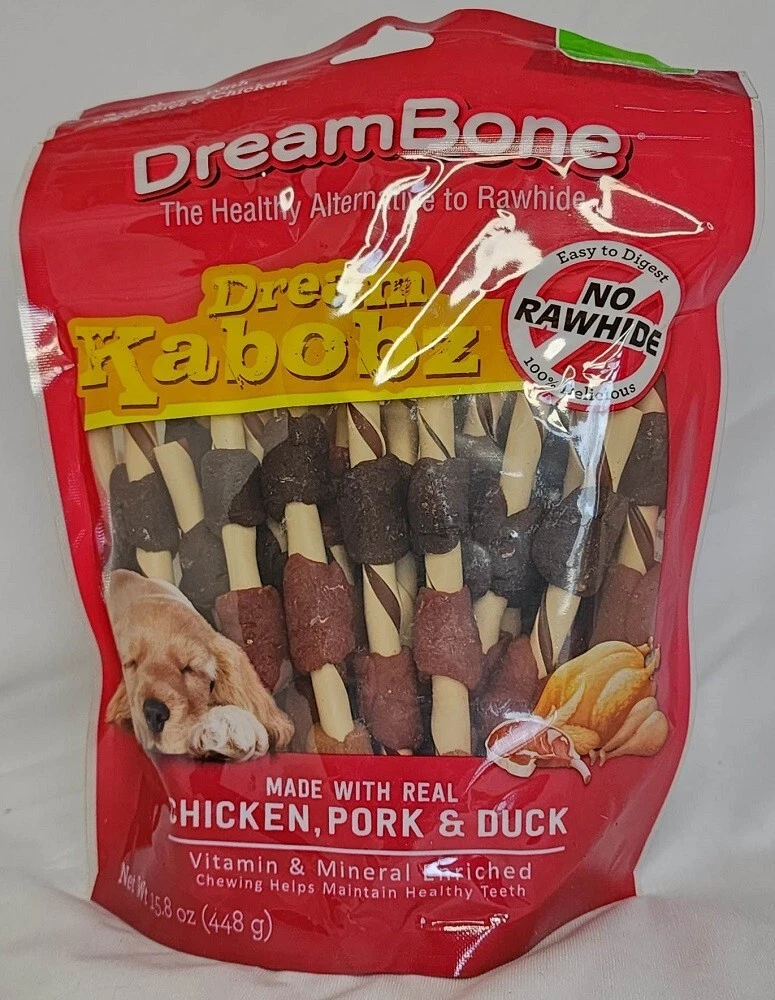 & Chicken
DreamBone®
The Healthy Alternative to Rawhide
Dream
Kabobz
Easy to Digest
NO
RAWHIDE
100% Delicious
MADE WITH REAL
CHICKEN, PORK & DUCK
Vitamin & Mineral Enriched
Chewing Helps Maintain Healthy Teeth
Net Wt 15.8 oz (448 g)